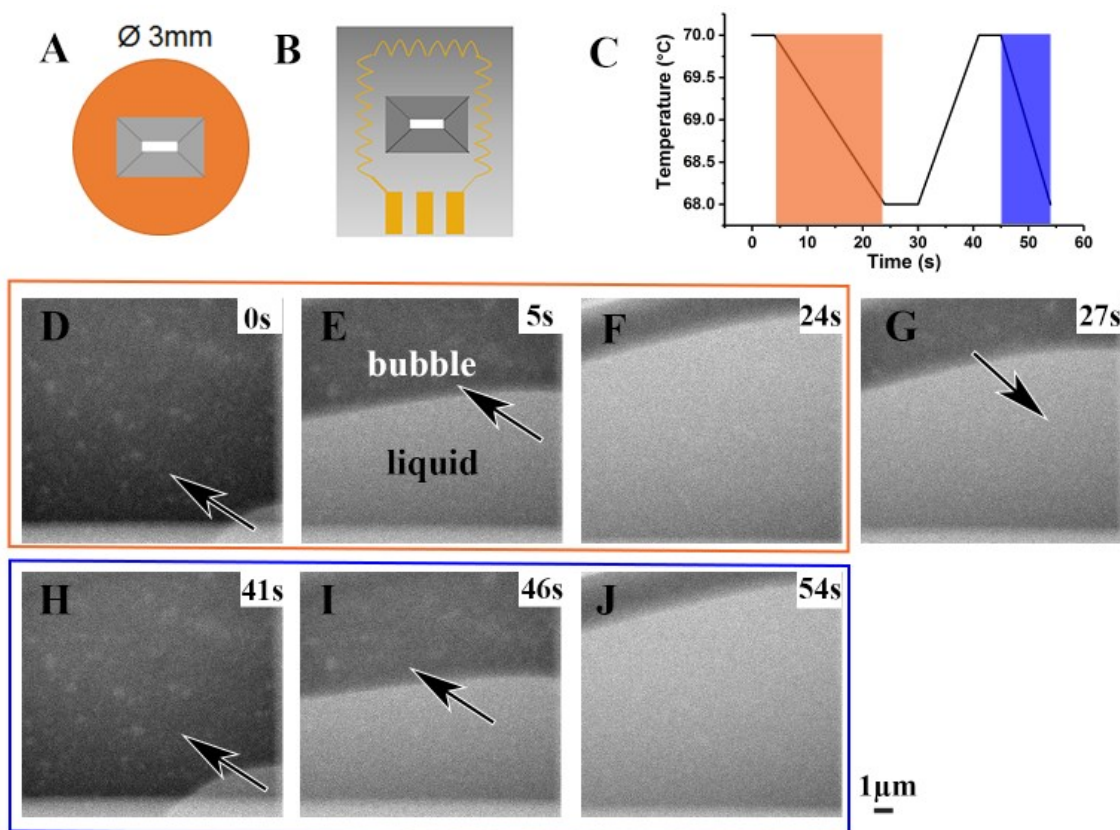 A
Ø 3mm
B
C
Temperature (°C)
70.0
69.5
69.0
68.5
68.0
0 10 20 30 40 50 60
Time (s)
D
0s
E
5s
bubble
liquid
F
24s
G
27s
H
41s
I
46s
J
54s
1μm